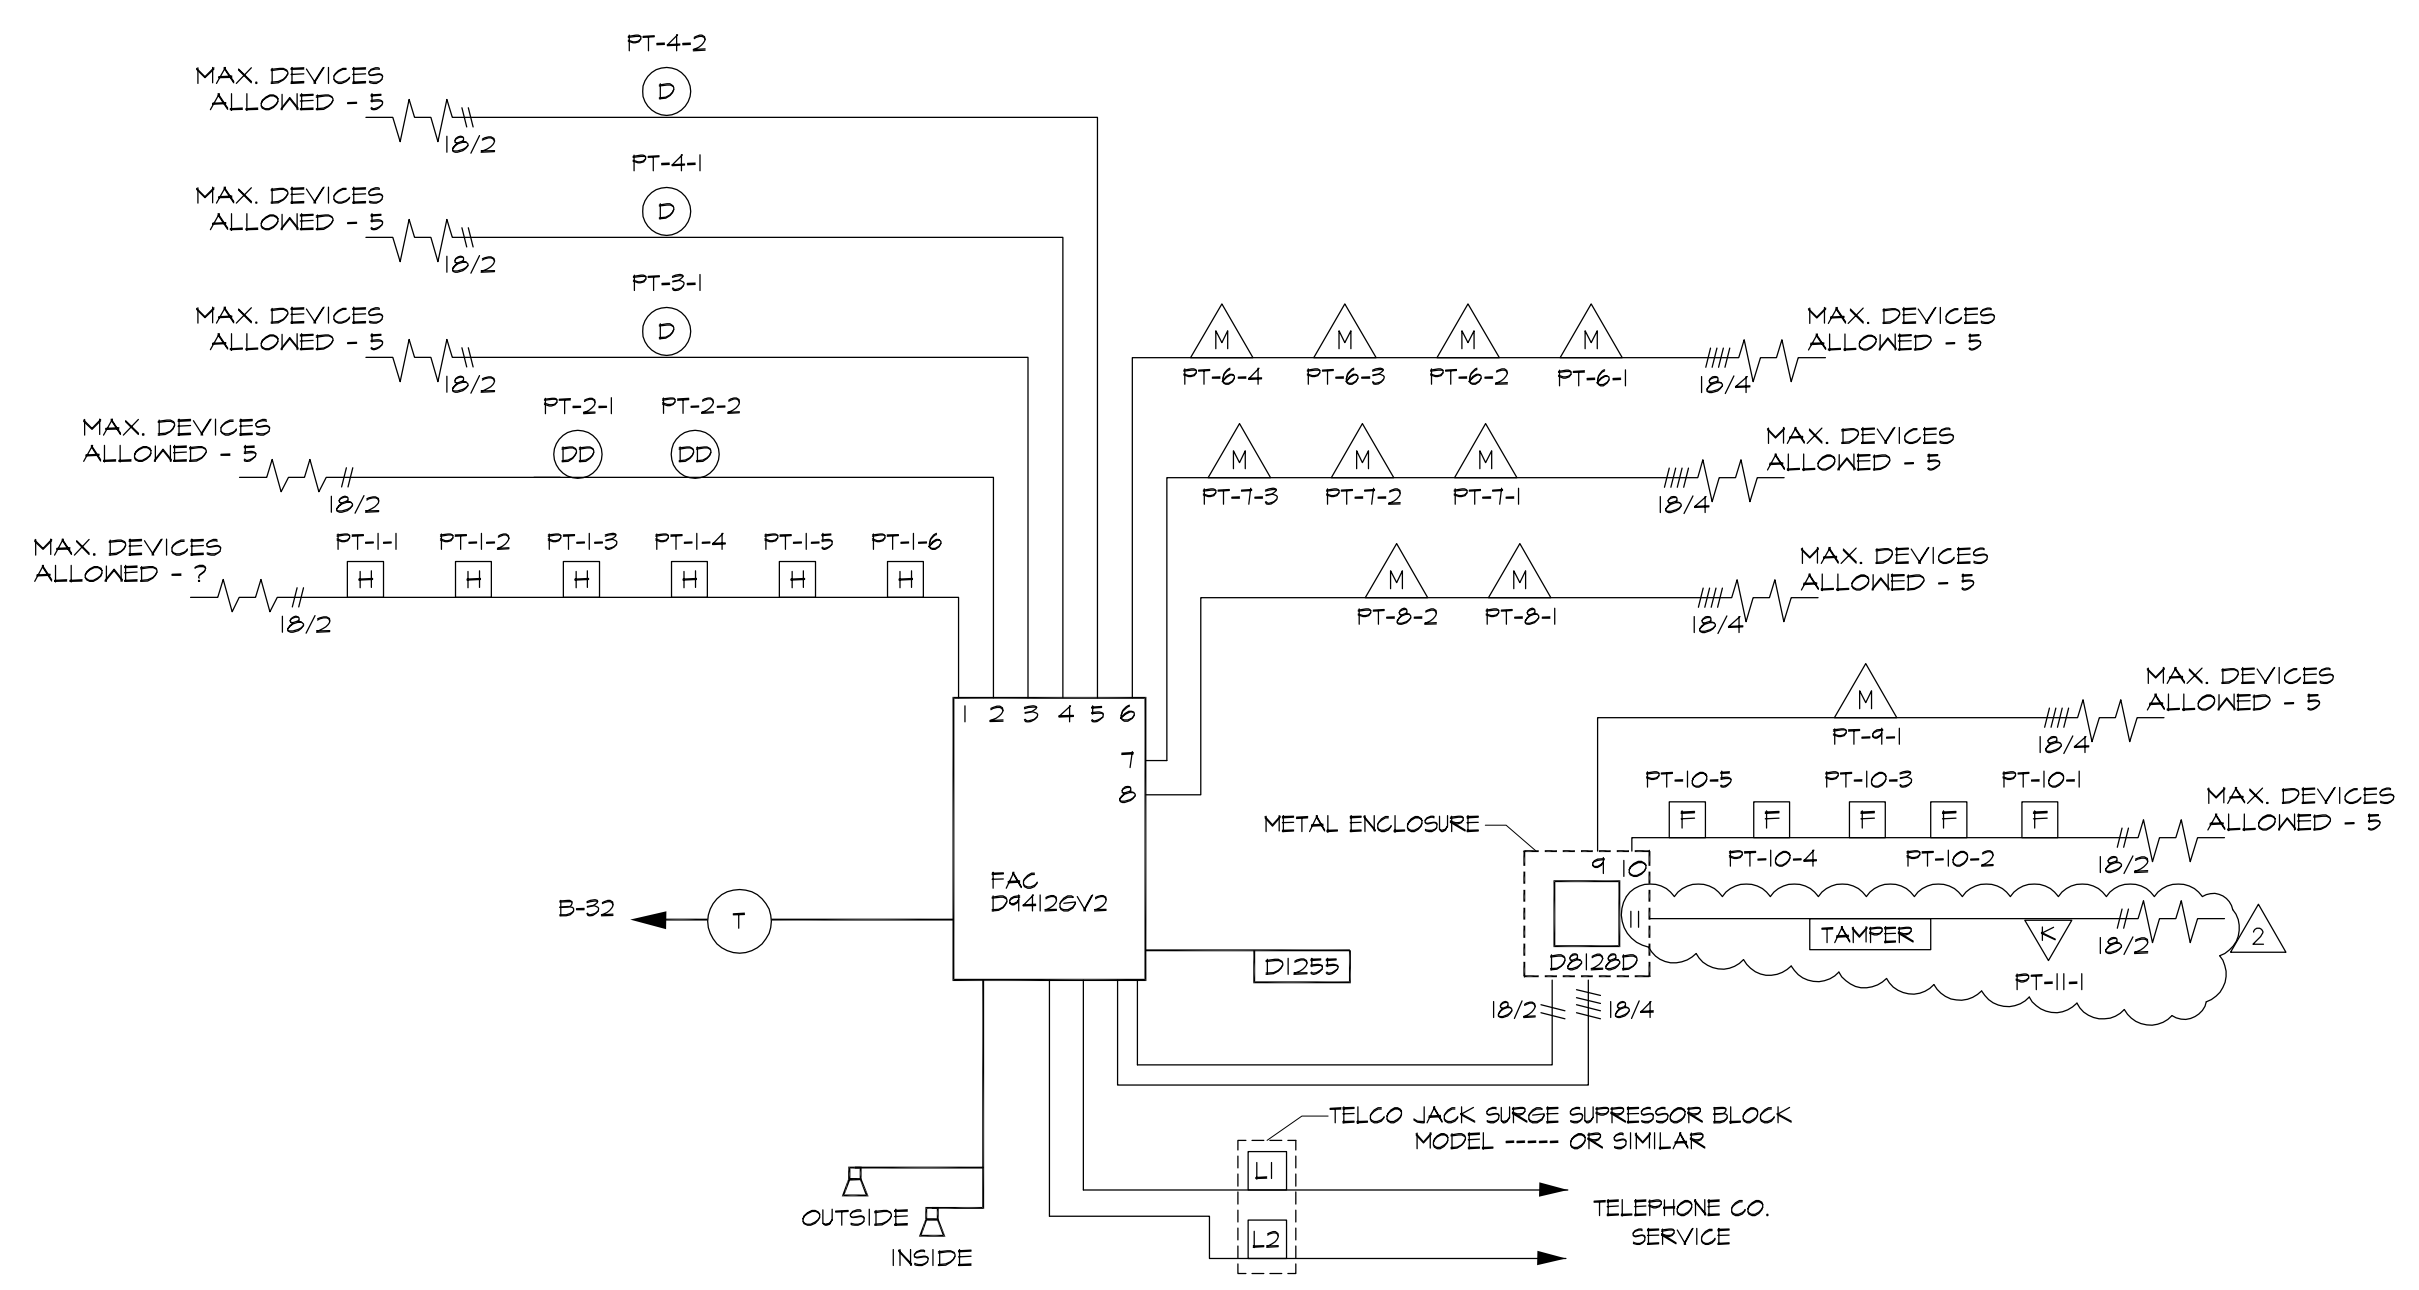 PT-4-2
MAX. DEVICES
ALLOWED - 5
D
18/2
PT-4-1
MAX. DEVICES
ALLOWED - 5
D
18/2
PT-3-1
MAX. DEVICES
ALLOWED - 5
D
18/2
PT-2-1 PT-2-2
MAX. DEVICES
ALLOWED - 5
DD DD
18/2
PT-1-1 PT-1-2 PT-1-3 PT-1-4 PT-1-5 PT-1-6
MAX. DEVICES
ALLOWED - ?
H H H H H H
18/2
M M M M
MAX. DEVICES
ALLOWED - 5
PT-6-4 PT-6-3 PT-6-2 PT-6-1
18/4
M M M
MAX. DEVICES
ALLOWED - 5
PT-7-3 PT-7-2 PT-7-1
18/4
M M
MAX. DEVICES
ALLOWED - 5
PT-8-2 PT-8-1
18/4
1 2 3 4 5 6
7
8
FAC
D9412GV2
B-32
T
D1255
M
MAX. DEVICES
ALLOWED - 5
PT-9-1
18/4
PT-10-5 PT-10-3 PT-10-1
F F F F F
MAX. DEVICES
ALLOWED - 5
PT-10-4 PT-10-2
18/2
METAL ENCLOSURE
9 10
11
D8128D
TAMPER K
18/2
2
PT-11-1
18/2 18/4
TELCO JACK SURGE SUPRESSOR BLOCK
MODEL ----- OR SIMILAR
L1
L2
TELEPHONE CO.
SERVICE
OUTSIDE
INSIDE